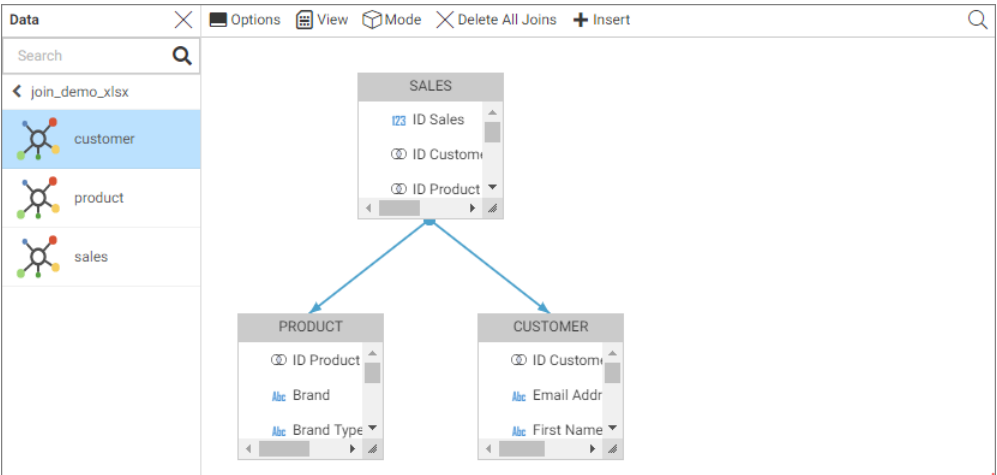 Data
Options View Mode Delete All Joins Insert
Search
join_demo_xlsx
customer
product
sales
SALES
123 ID Sales
ID Custome
ID Product
PRODUCT
ID Product
Abc Brand
Abc Brand Type
CUSTOMER
ID Custome
Abc Email Addr
Abc First Name